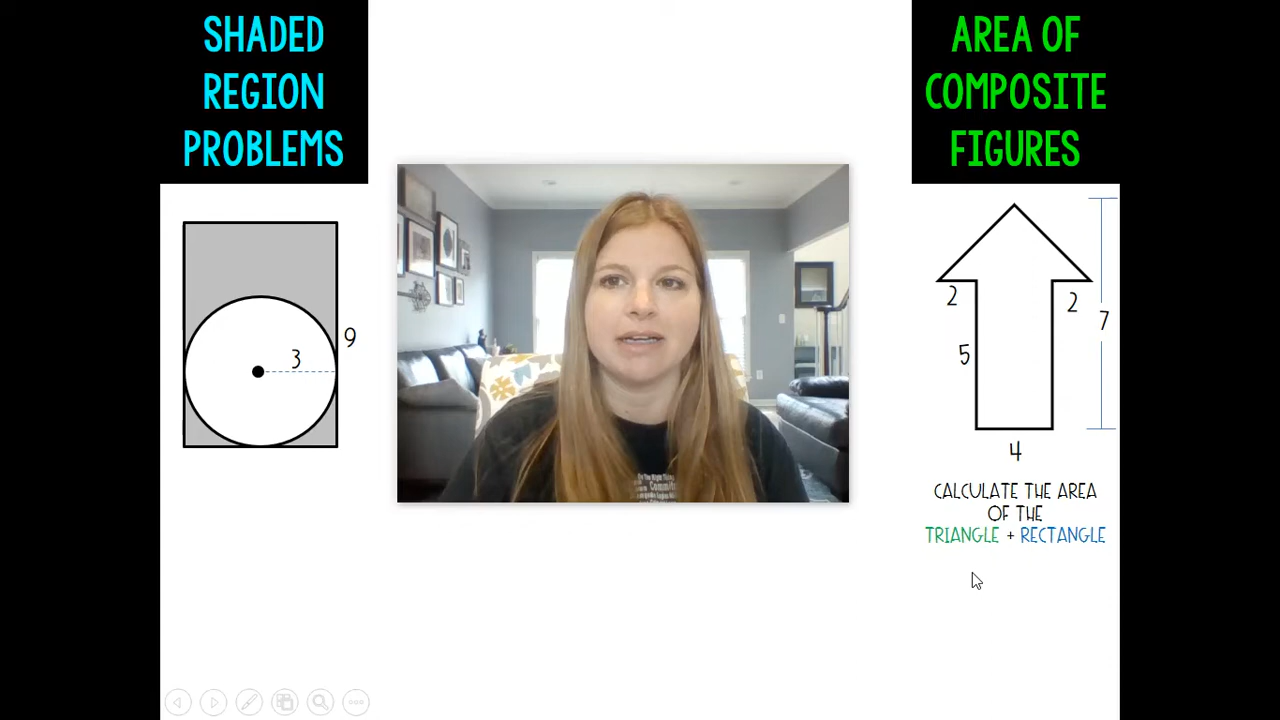 SHADED
REGION
PROBLEMS
9
3
AREA OF
COMPOSITE
FIGURES
2
2
7
5
4
CALCULATE THE AREA
OF THE
TRIANGLE + RECTANGLE